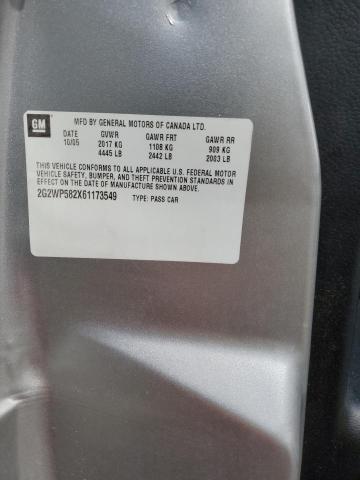 GM
MFD BY GENERAL MOTORS OF CANADA LTD.
DATE GVWR GAWR FRT GAWR RR
10/05 2017 KG 1108 KG 909 KG
4445 LB 2442 LB 2003 LB
THIS VEHICLE CONFORMS TO ALL APPLICABLE U.S. FEDERAL MOTOR
VEHICLE SAFETY, BUMPER, AND THEFT PREVENTION STANDARDS IN
EFFECT ON THE DATE OF MANUFACTURE SHOWN ABOVE.
2G2WP582X61173549 TYPE: PASS CAR